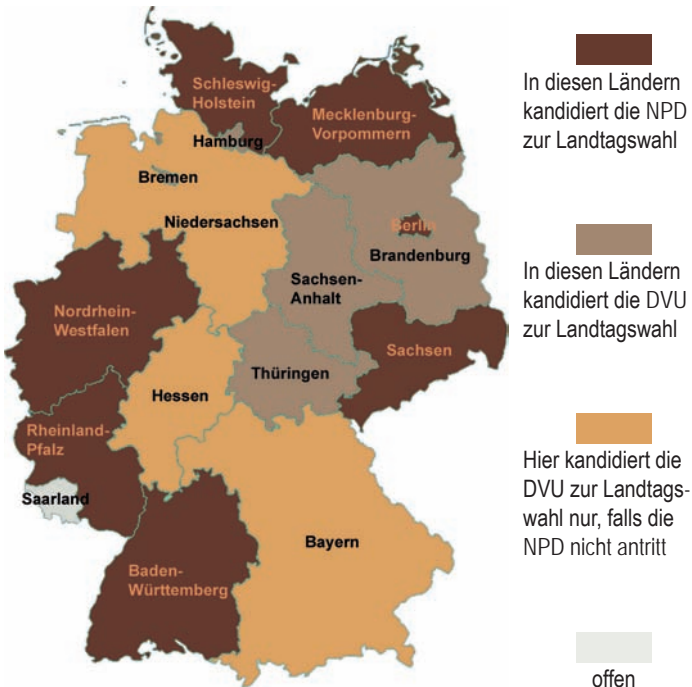 Schleswig-
Holstein
Mecklenburg-
Vorpommern
Hamburg
Bremen
Niedersachsen
Berlin
Brandenburg
Sachsen-
Anhalt
Nordrhein-
Westfalen
Sachsen
Thüringen
Hessen
Rheinland-
Pfalz
Saarland
Bayern
Baden-
Württemberg
In diesen Ländern
kandidiert die NPD
zur Landtagswahl
In diesen Ländern
kandidiert die DVU
zur Landtagswahl
Hier kandidiert die
DVU zur Landtags-
wahl nur, falls die
NPD nicht antritt
offen